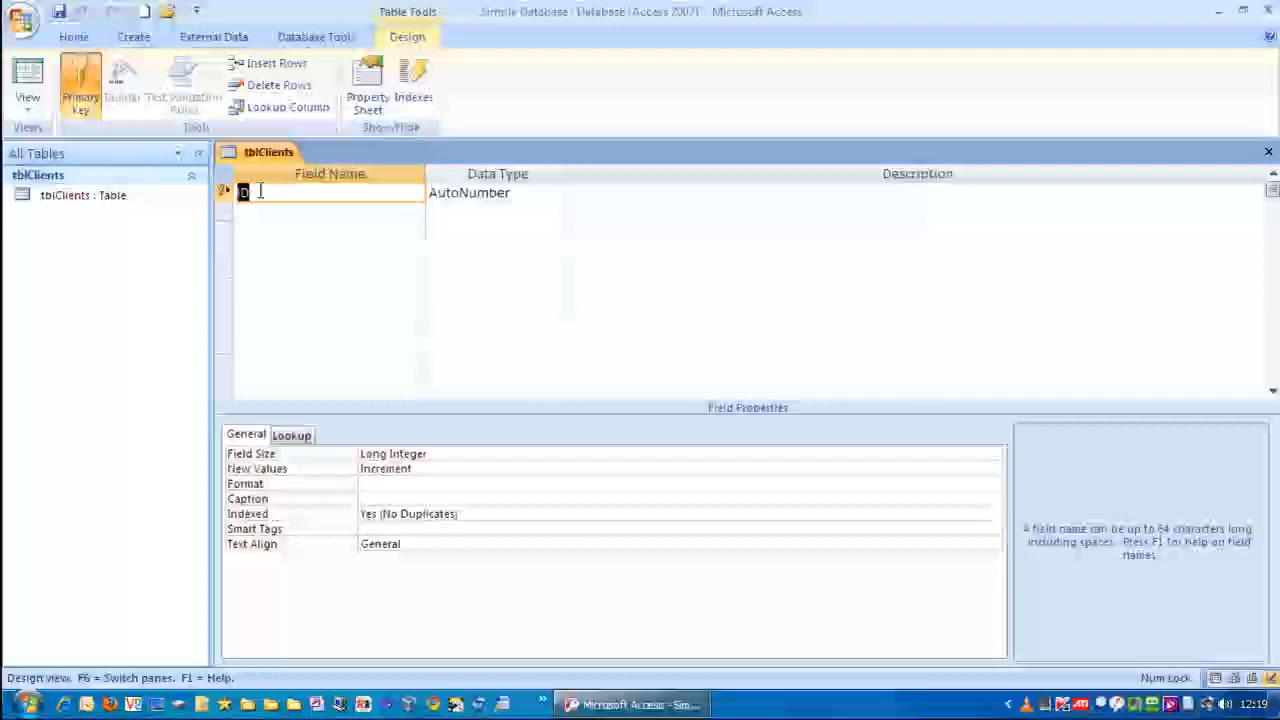 Table Tools
Simple Database : Database (Access 2007) - Microsoft Access
Home Create External Data Database Tools Design
View
Primary Key
Builder
Test Validation Rules
Insert Rows
Delete Rows
Lookup Column
Property Sheet
Indexes
Views
Tools
Show/Hide
All Tables
tblClients
tblClients
tblClients : Table
Field Name Data Type Description
ID AutoNumber
Field Properties
General Lookup
Field Size Long Integer
New Values Increment
Format
Caption
Indexed Yes (No Duplicates)
Smart Tags
Text Align General
A field name can be up to 64 characters long
including spaces. Press F1 for help on field
names.
Design view. F6 = Switch panes. F1 = Help.
Num Lock
Microsoft Access - Sim...
12:19